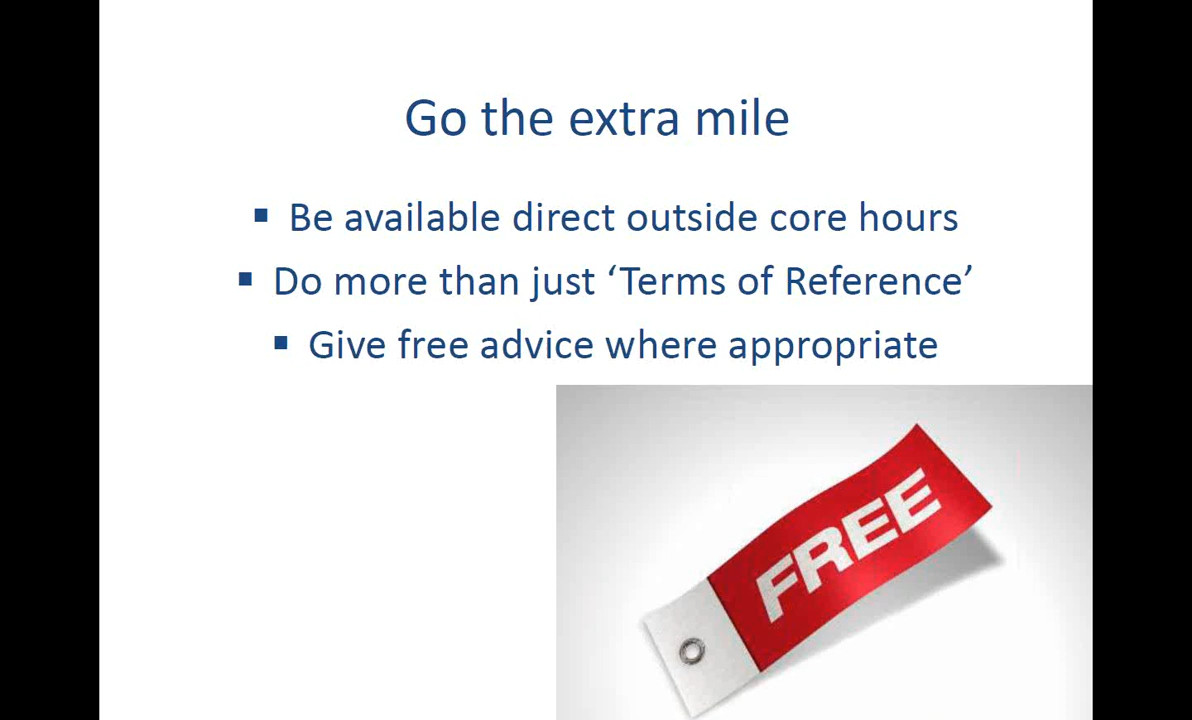 Go the extra mile
▪ Be available direct outside core hours
▪ Do more than just ‘Terms of Reference’
▪ Give free advice where appropriate
FREE